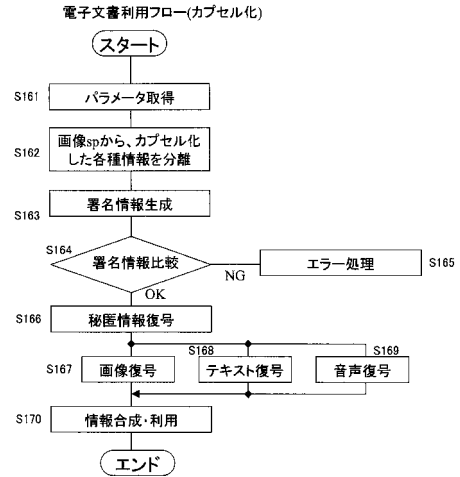 電子文書利用フロー(カプセル化)
スタート
S161
パラメータ取得
S162
画像spから、カプセル化
した各種情報を分離
S163
署名情報生成
S164
署名情報比較
NG
エラー処理
S165
OK
S166
秘匿情報復号
S167
画像復号
S168
テキスト復号
S169
音声復号
S170
情報合成・利用
エンド